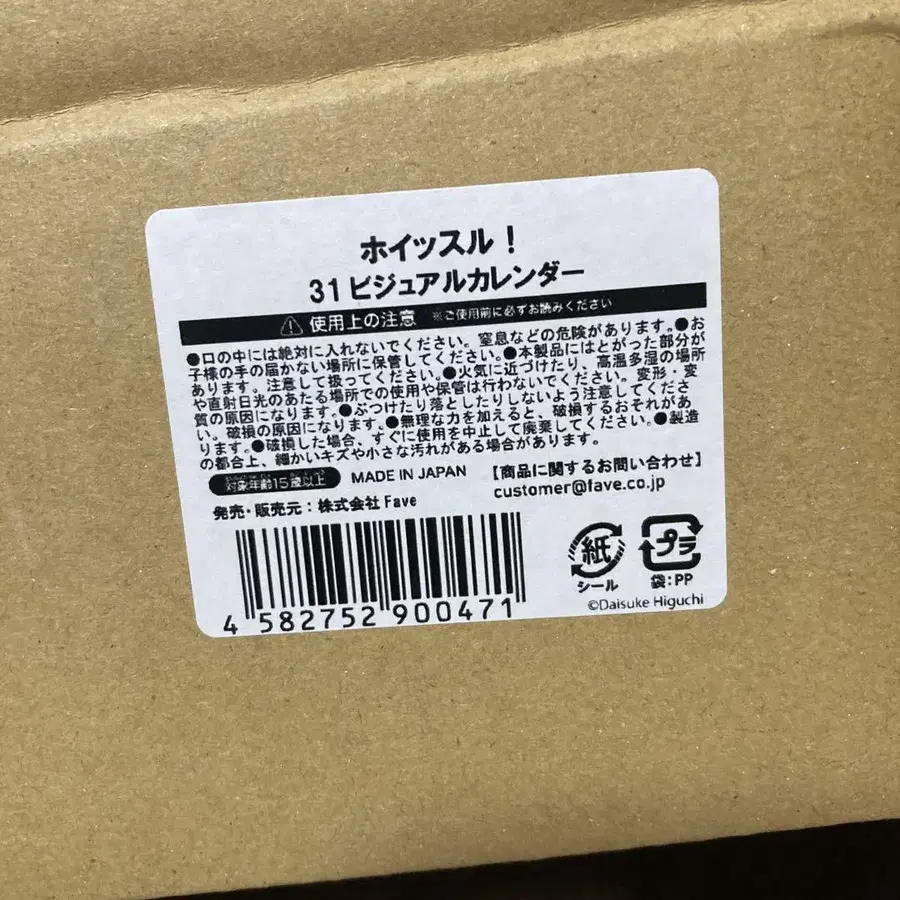 ホイッスル！
31ビジュアルカレンダー
使用上の注意 ※ご使用前に必ずお読みください
●口の中には絶対に入れないでください。窒息などの危険があります。●お
子様の手の届かない場所に保管してください。●本製品にはとがった部分が
あります。注意して扱ってください。●火気に近づけたり、高温多湿の場所
や直射日光のあたる場所での使用や保管は行わないでください。変形・変
質の原因になります。●ぶつけたり落としたりしないよう注意してくださ
い。破損の原因になります。●無理な力を加えると、破損するおそれがあ
ります。●破損した場合、すぐに使用を中止して廃棄してください。●製造
の都合上、細かいキズや小さな汚れがある場合があります。
対象年齢15歳以上 MADE IN JAPAN 【商品に関するお問い合わせ】
customer@fave.co.jp
発売・販売元：株式会社 Fave
紙 プラ
シール 袋：PP
4 582752 900471
©Daisuke Higuchi